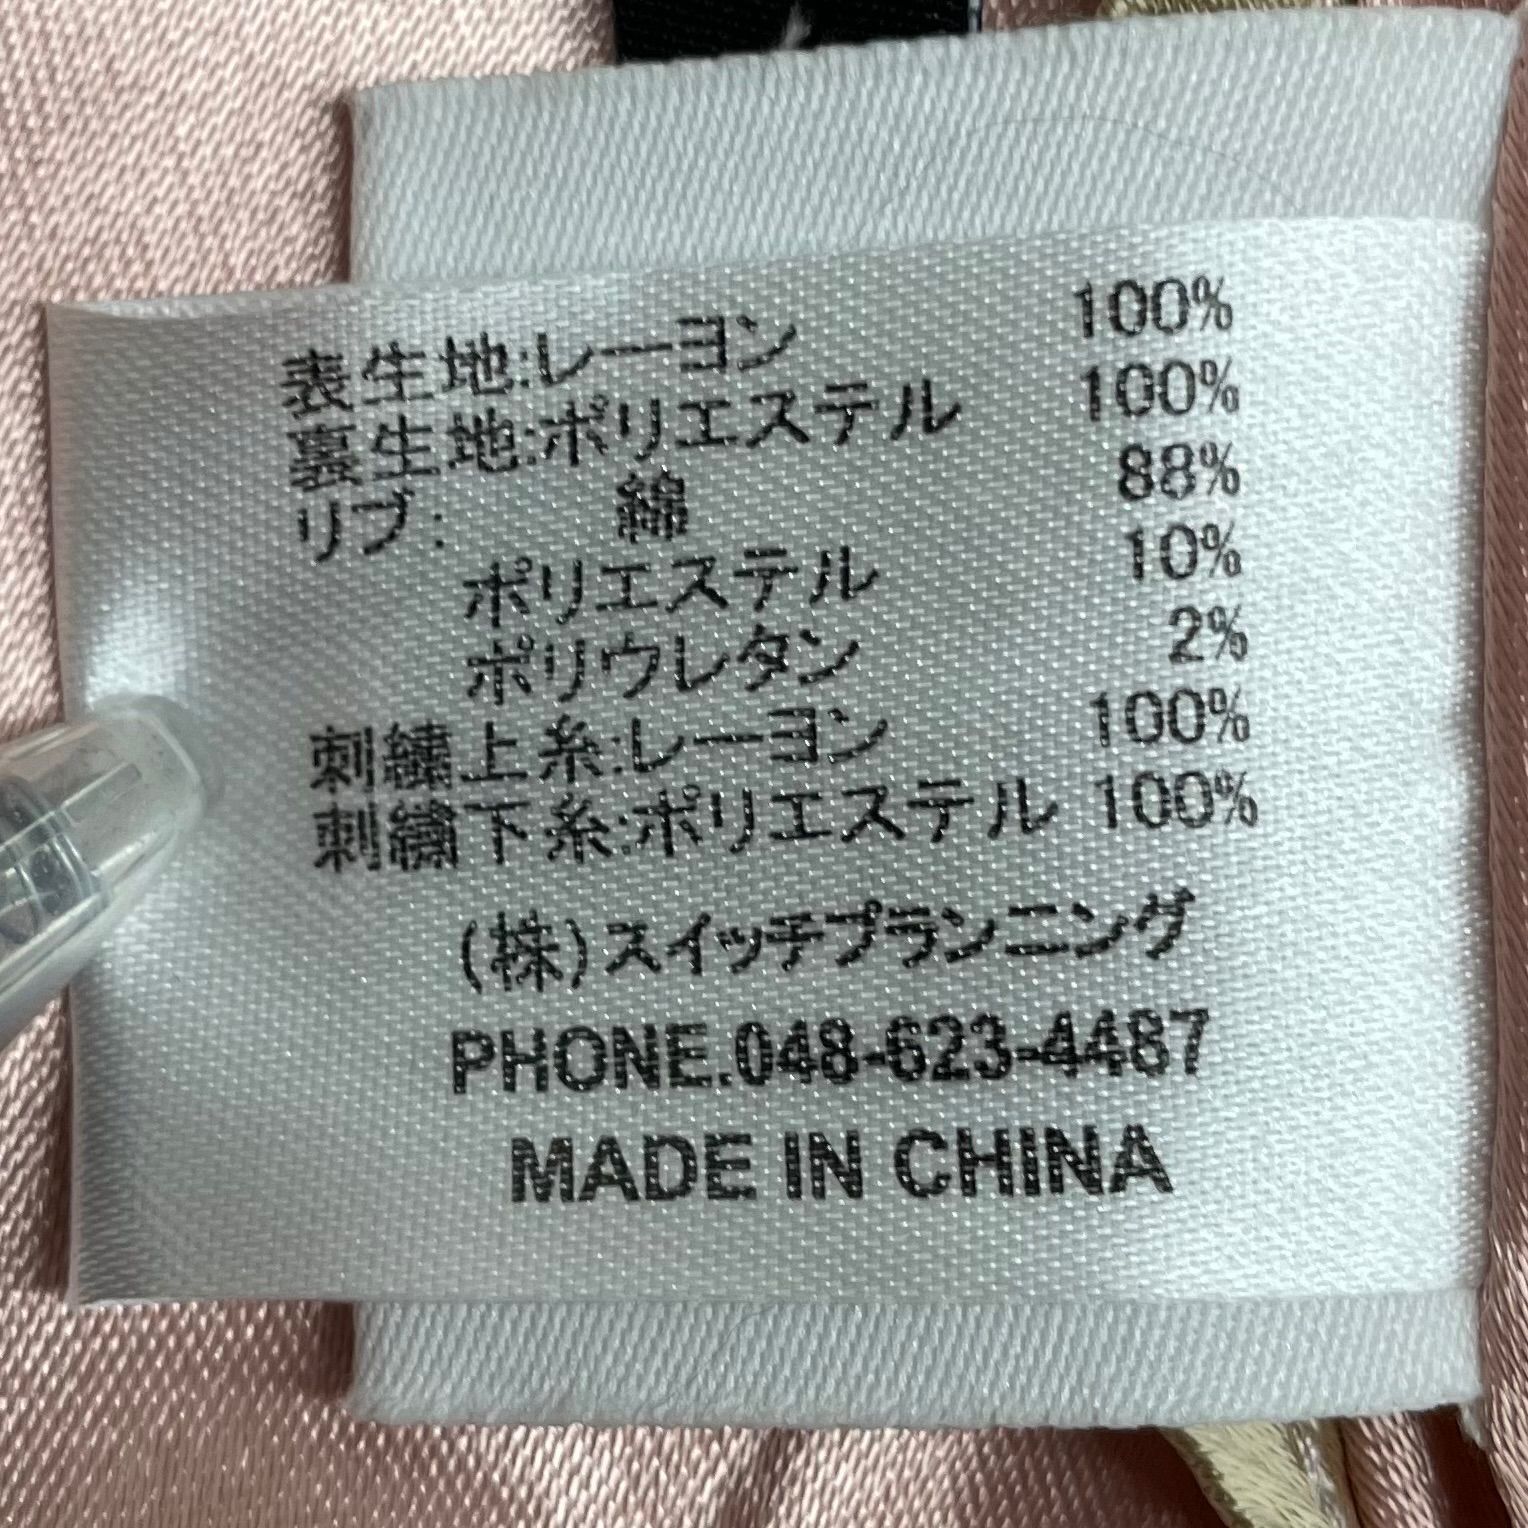 表生地:レーヨン 100%
裏生地:ポリエステル 100%
リブ: 綿 88%
ポリエステル 10%
ポリウレタン 2%
刺繍上糸:レーヨン 100%
刺繍下糸:ポリエステル 100%
(株)スイッチプランニング
PHONE.048-623-4487
MADE IN CHINA